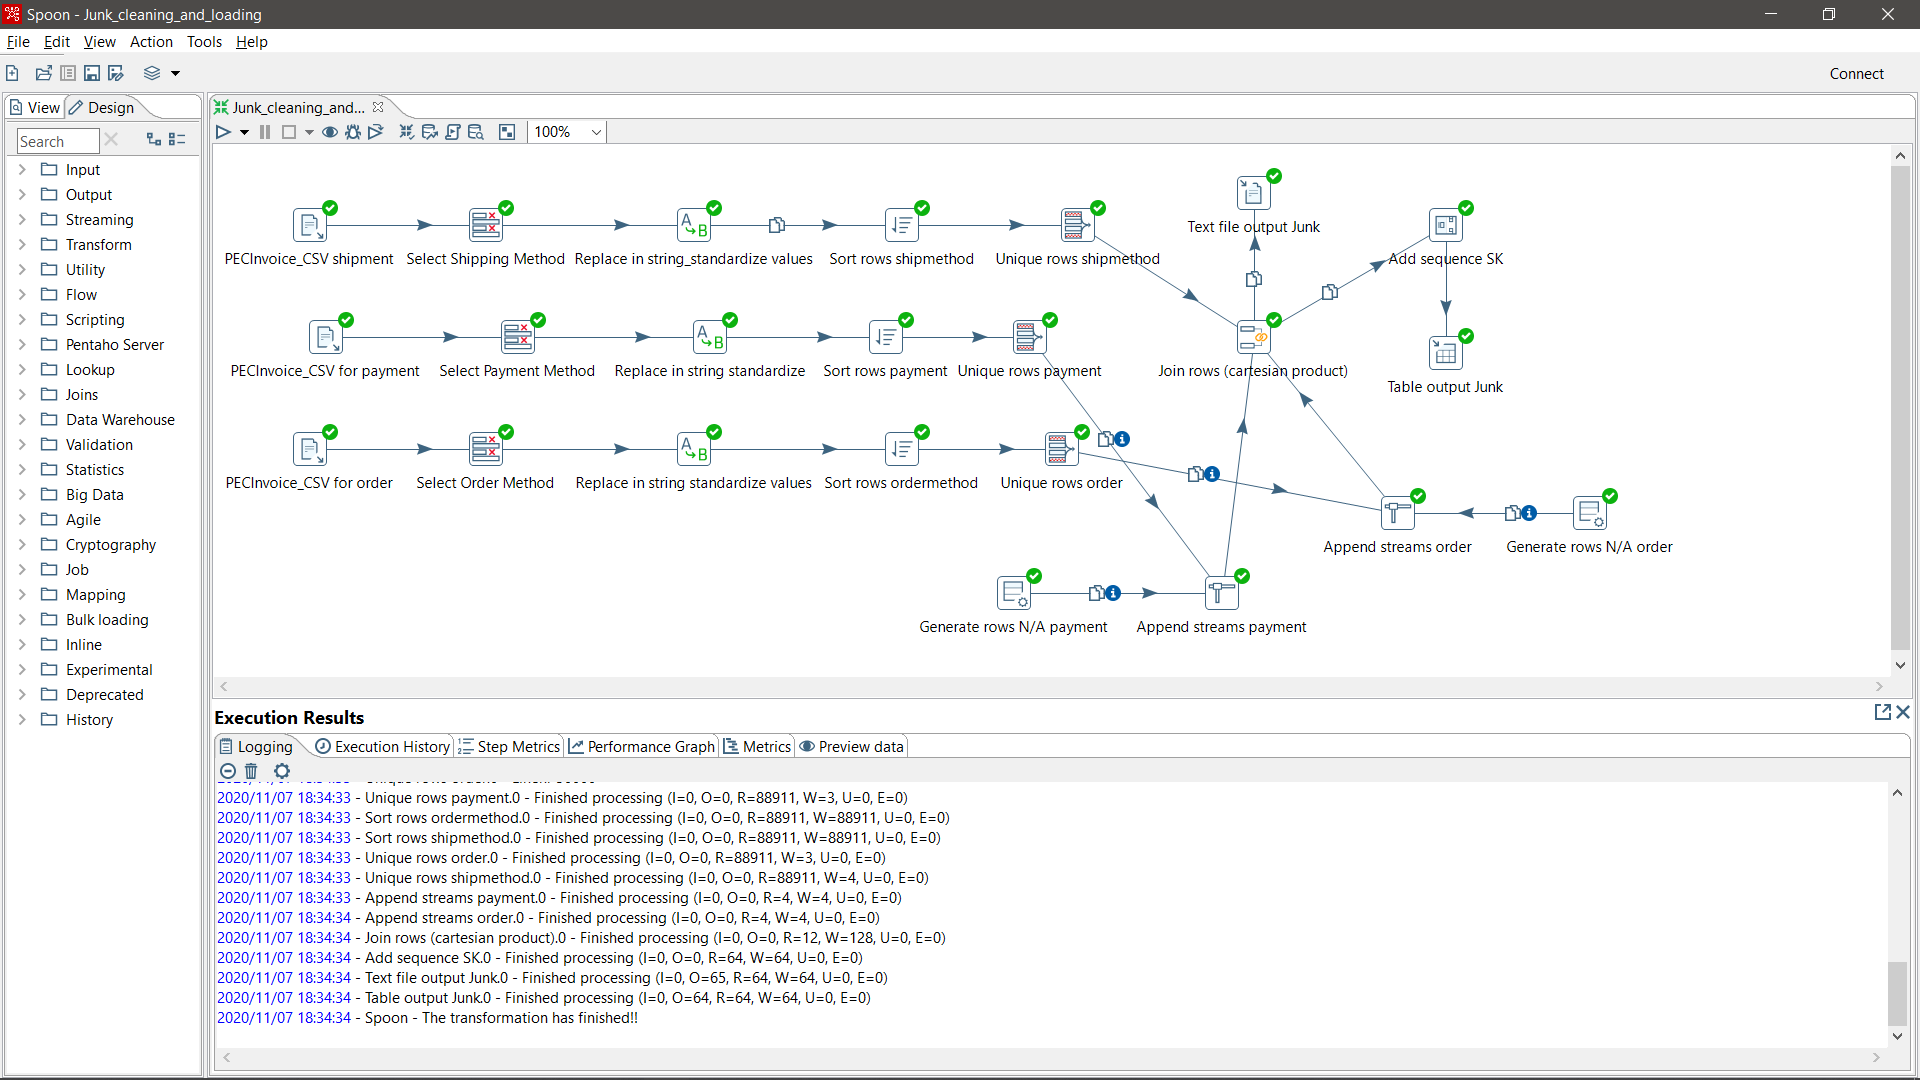 Spoon - Junk_cleaning_and_loading
File Edit View Action Tools Help
Connect
View Design
Search
Input
Output
Streaming
Transform
Utility
Flow
Scripting
Pentaho Server
Lookup
Joins
Data Warehouse
Validation
Statistics
Big Data
Agile
Cryptography
Job
Mapping
Bulk loading
Inline
Experimental
Deprecated
History
Junk_cleaning_and...
100%
Text file output Junk
PECInvoice_CSV shipment Select Shipping Method Replace in string_standardize values Sort rows shipmethod Unique rows shipmethod Add sequence SK
PECInvoice_CSV for payment Select Payment Method Replace in string standardize Sort rows payment Unique rows payment Join rows (cartesian product)
Table output Junk
PECInvoice_CSV for order Select Order Method Replace in string standardize values Sort rows ordermethod Unique rows order
Append streams order Generate rows N/A order
Generate rows N/A payment Append streams payment
Execution Results
Logging Execution History Step Metrics Performance Graph Metrics Preview data
2020/11/07 18:34:33 - Unique rows payment.0 - Finished processing (I=0, O=0, R=88911, W=3, U=0, E=0)
2020/11/07 18:34:33 - Sort rows ordermethod.0 - Finished processing (I=0, O=0, R=88911, W=88911, U=0, E=0)
2020/11/07 18:34:33 - Sort rows shipmethod.0 - Finished processing (I=0, O=0, R=88911, W=88911, U=0, E=0)
2020/11/07 18:34:33 - Unique rows order.0 - Finished processing (I=0, O=0, R=88911, W=3, U=0, E=0)
2020/11/07 18:34:33 - Unique rows shipmethod.0 - Finished processing (I=0, O=0, R=88911, W=4, U=0, E=0)
2020/11/07 18:34:33 - Append streams payment.0 - Finished processing (I=0, O=0, R=4, W=4, U=0, E=0)
2020/11/07 18:34:34 - Append streams order.0 - Finished processing (I=0, O=0, R=4, W=4, U=0, E=0)
2020/11/07 18:34:34 - Join rows (cartesian product).0 - Finished processing (I=0, O=0, R=12, W=128, U=0, E=0)
2020/11/07 18:34:34 - Add sequence SK.0 - Finished processing (I=0, O=0, R=64, W=64, U=0, E=0)
2020/11/07 18:34:34 - Text file output Junk.0 - Finished processing (I=0, O=65, R=64, W=64, U=0, E=0)
2020/11/07 18:34:34 - Table output Junk.0 - Finished processing (I=0, O=64, R=64, W=64, U=0, E=0)
2020/11/07 18:34:34 - Spoon - The transformation has finished!!